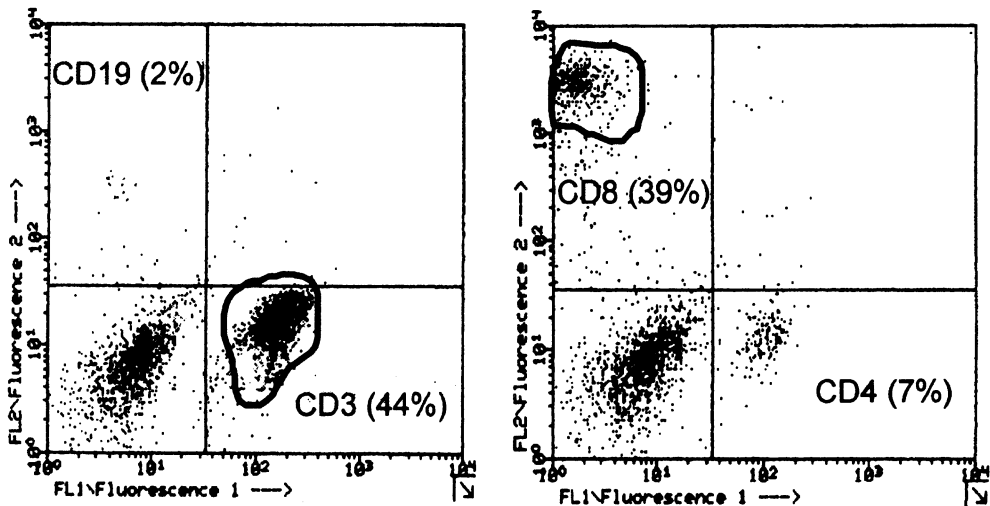 10⁴
CD19 (2%)
10³
10²
10¹
10⁰
FL2\Fluorescence 2 --->
CD3 (44%)
10⁰ 10¹ 10² 10³ 10⁴
FL1\Fluorescence 1 --->
10⁴
10³
CD8 (39%)
10²
10¹
10⁰
FL2\Fluorescence 2 --->
CD4 (7%)
10⁰ 10¹ 10² 10³ 10⁴
FL1\Fluorescence 1 --->